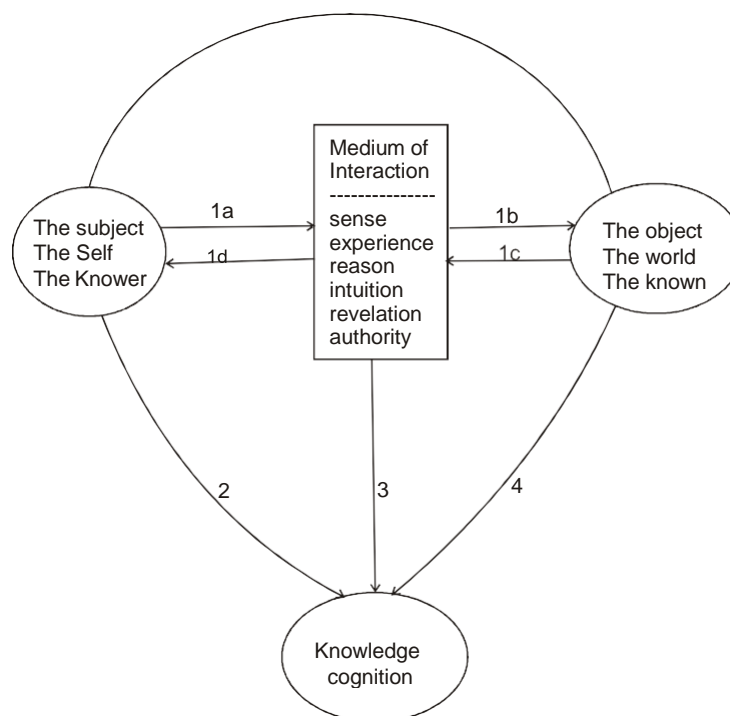 Medium of
Interaction
---------------
sense
experience
reason
intuition
revelation
authority
The subject
The Self
The Knower
1a
1d
1b
1c
The object
The world
The known
2
3
4
Knowledge
cognition